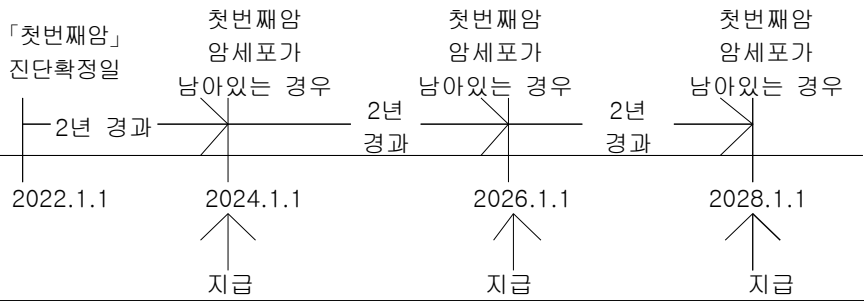 「첫번째암」
진단확정일
첫번째암
암세포가
남아있는 경우
첫번째암
암세포가
남아있는 경우
첫번째암
암세포가
남아있는 경우
2년 경과
2년
경과
2년
경과
2022.1.1
2024.1.1
2026.1.1
2028.1.1
지급
지급
지급